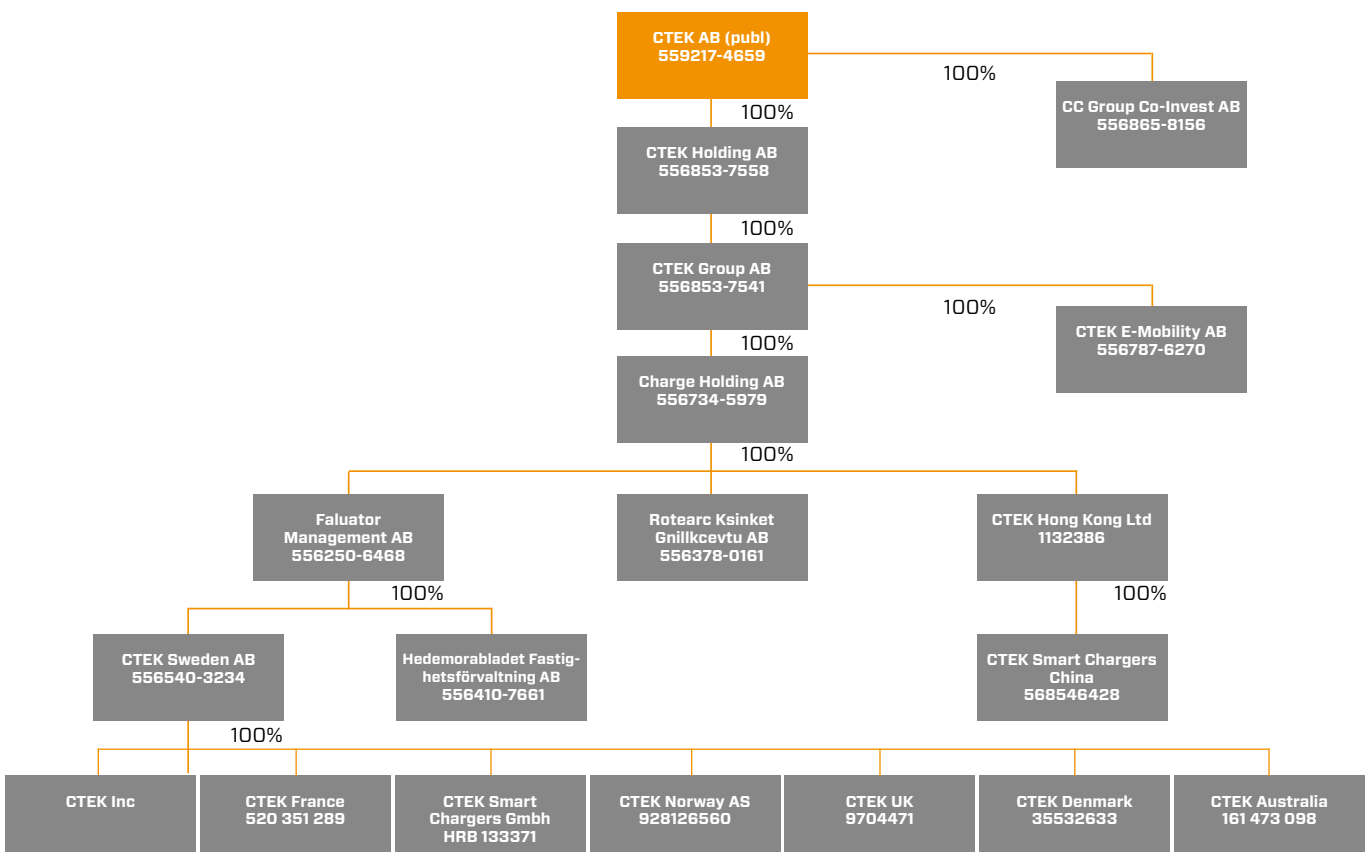 CTEK AB (publ)
559217-4659
100%
CC Group Co-Invest AB
556865-8156
100%
CTEK Holding AB
556853-7558
100%
CTEK Group AB
556853-7541
100%
CTEK E-Mobility AB
556787-6270
100%
Charge Holding AB
556734-5979
100%
Faluator
Management AB
556250-6468
Rotearc Ksinket
Gnillkcevtu AB
556378-0161
CTEK Hong Kong Ltd
1132386
100%
100%
CTEK Sweden AB
556540-3234
Hedemorabladet Fastig-
hetsförvaltning AB
556410-7661
CTEK Smart Chargers
China
568546428
100%
CTEK Inc
CTEK France
520 351 289
CTEK Smart
Chargers Gmbh
HRB 133371
CTEK Norway AS
928126560
CTEK UK
9704471
CTEK Denmark
35532633
CTEK Australia
161 473 098